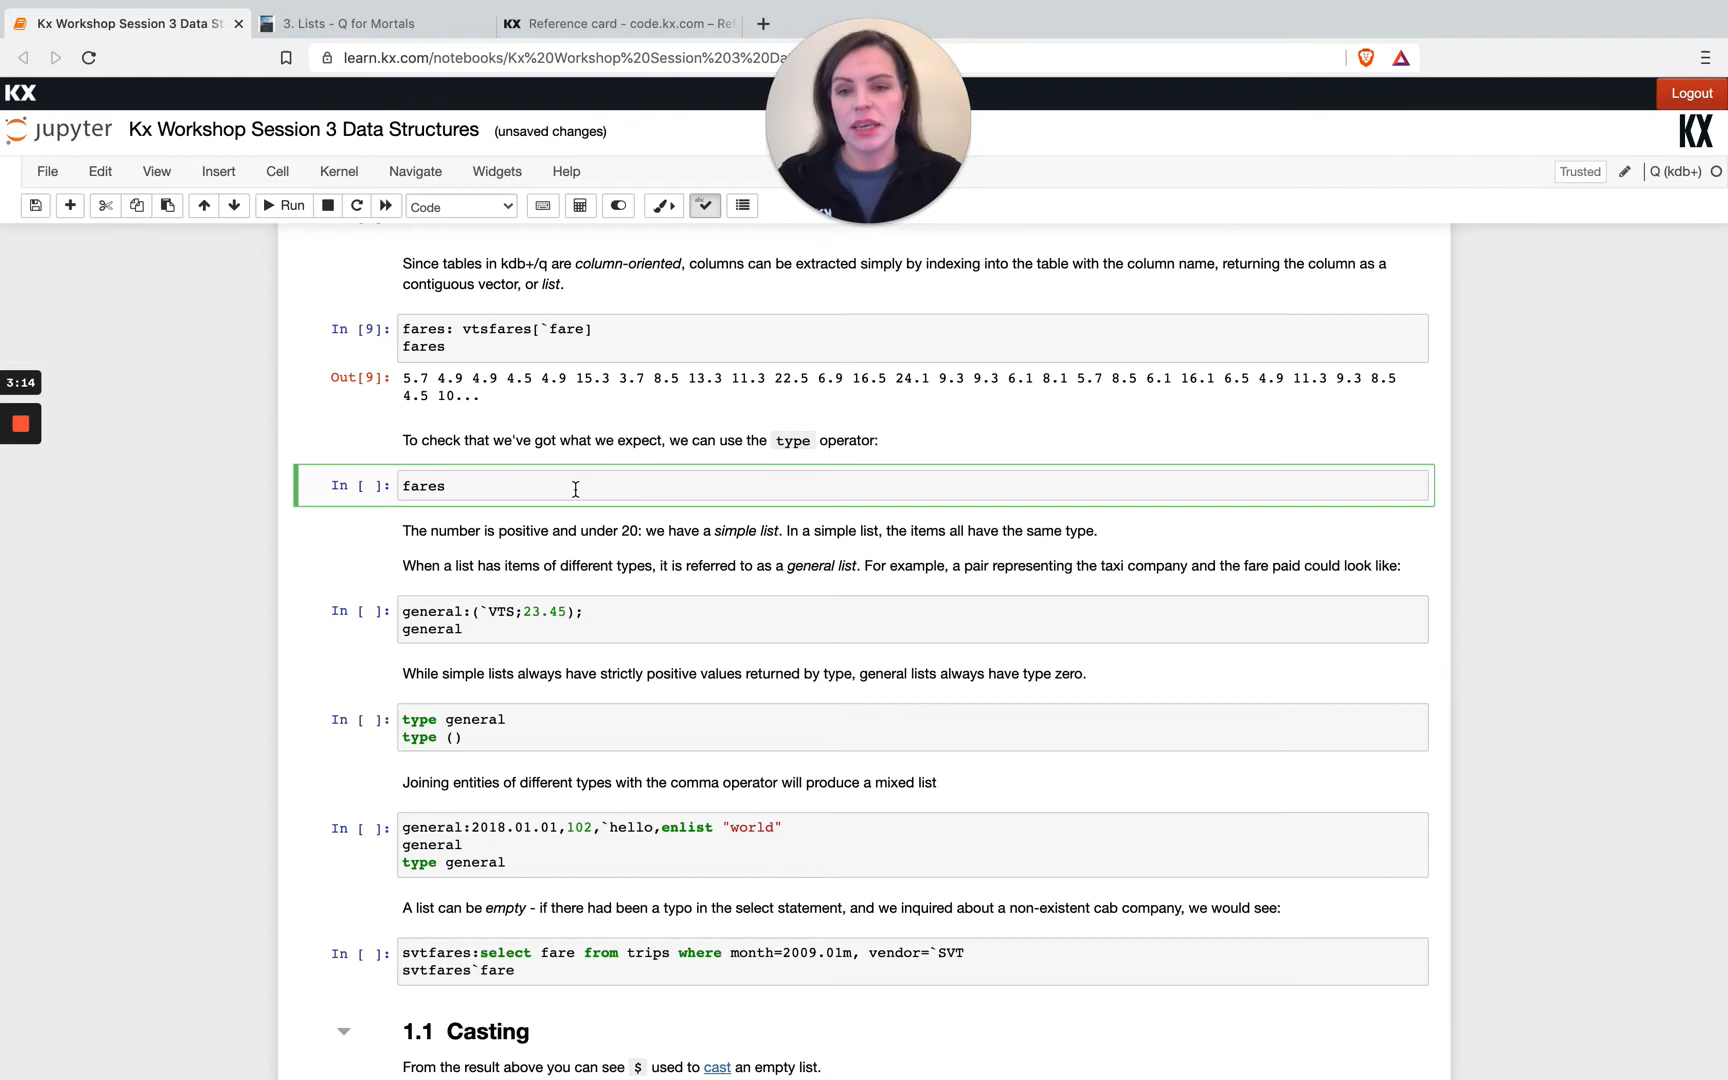 Kx Workshop Session 3 Data St
3. Lists - Q for Mortals
KX Reference card - code.kx.com – Ref
learn.kx.com/notebooks/Kx%20Workshop%20Session%203%20Da
KX
Logout
jupyter Kx Workshop Session 3 Data Structures (unsaved changes)
KX
File Edit View Insert Cell Kernel Navigate Widgets Help
Trusted Q (kdb+)
Run Code
Since tables in kdb+/q are column-oriented, columns can be extracted simply by indexing into the table with the column name, returning the column as a
contiguous vector, or list.
In [9]: fares: vtsfares[`fare]
fares
Out[9]: 5.7 4.9 4.9 4.5 4.9 15.3 3.7 8.5 13.3 11.3 22.5 6.9 16.5 24.1 9.3 9.3 6.1 8.1 5.7 8.5 6.1 16.1 6.5 4.9 11.3 9.3 8.5
4.5 10...
3:14
To check that we've got what we expect, we can use the type operator:
In [ ]: fares
The number is positive and under 20: we have a simple list. In a simple list, the items all have the same type.
When a list has items of different types, it is referred to as a general list. For example, a pair representing the taxi company and the fare paid could look like:
In [ ]: general:(`VTS;23.45);
general
While simple lists always have strictly positive values returned by type, general lists always have type zero.
In [ ]: type general
type ()
Joining entities of different types with the comma operator will produce a mixed list
In [ ]: general:2018.01.01,102,`hello,enlist "world"
general
type general
A list can be empty - if there had been a typo in the select statement, and we inquired about a non-existent cab company, we would see:
In [ ]: svtfares:select fare from trips where month=2009.01m, vendor=`SVT
svtfares`fare
1.1 Casting
From the result above you can see $ used to cast an empty list.